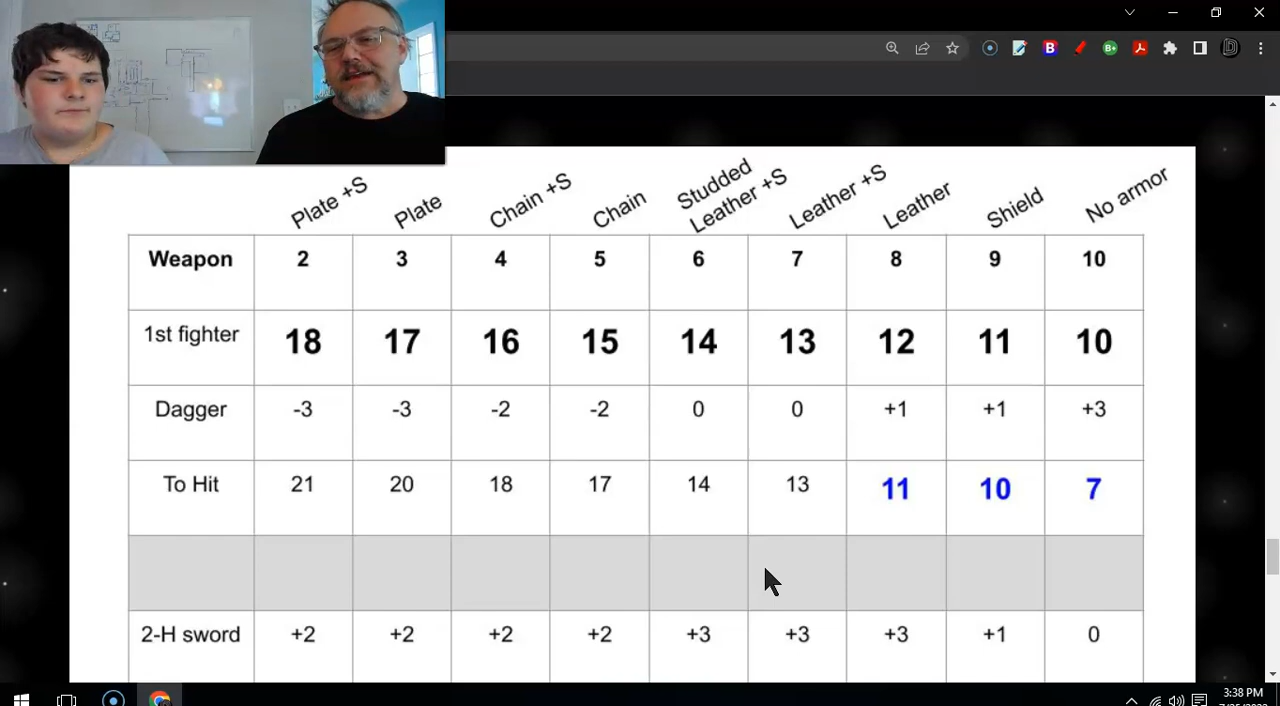 Plate +S
Plate
Chain +S
Chain
Studded
Leather +S
Leather +S
Leather
Shield
No armor
Weapon 2 3 4 5 6 7 8 9 10
1st fighter 18 17 16 15 14 13 12 11 10
Dagger -3 -3 -2 -2 0 0 +1 +1 +3
To Hit 21 20 18 17 14 13 11 10 7
2-H sword +2 +2 +2 +2 +3 +3 +3 +1 0
3:38 PM